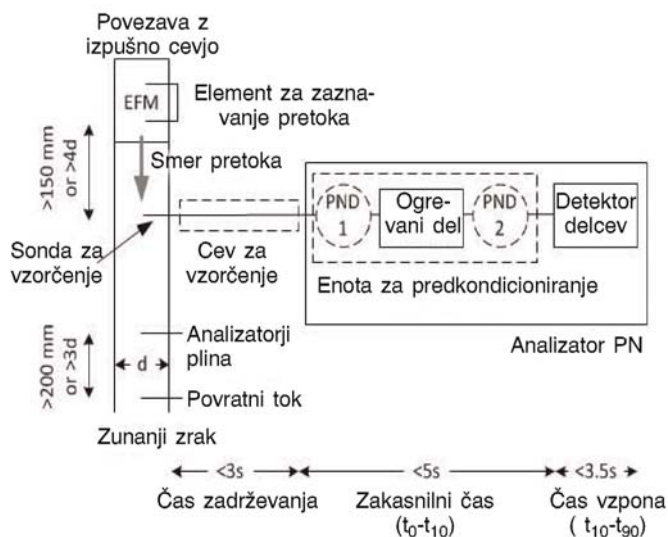 Povezava z
izpušno cevjo
EFM
Element za zazna-
vanje pretoka
>150 mm
or >4d
Smer pretoka
PND
1
Ogre-
vani del
PND
2
Detektor
delcev
Sonda za
vzorčenje
Cev za
vzorčenje
Enota za predkondicioniranje
Analizator PN
>200 mm
or >3d
d
Analizatorji
plina
Povratni tok
Zunanji zrak
<3s
<5s
<3.5s
Čas zadrževanja
Zakasnilni čas
(t0-t10)
Čas vzpona
( t10-t90)